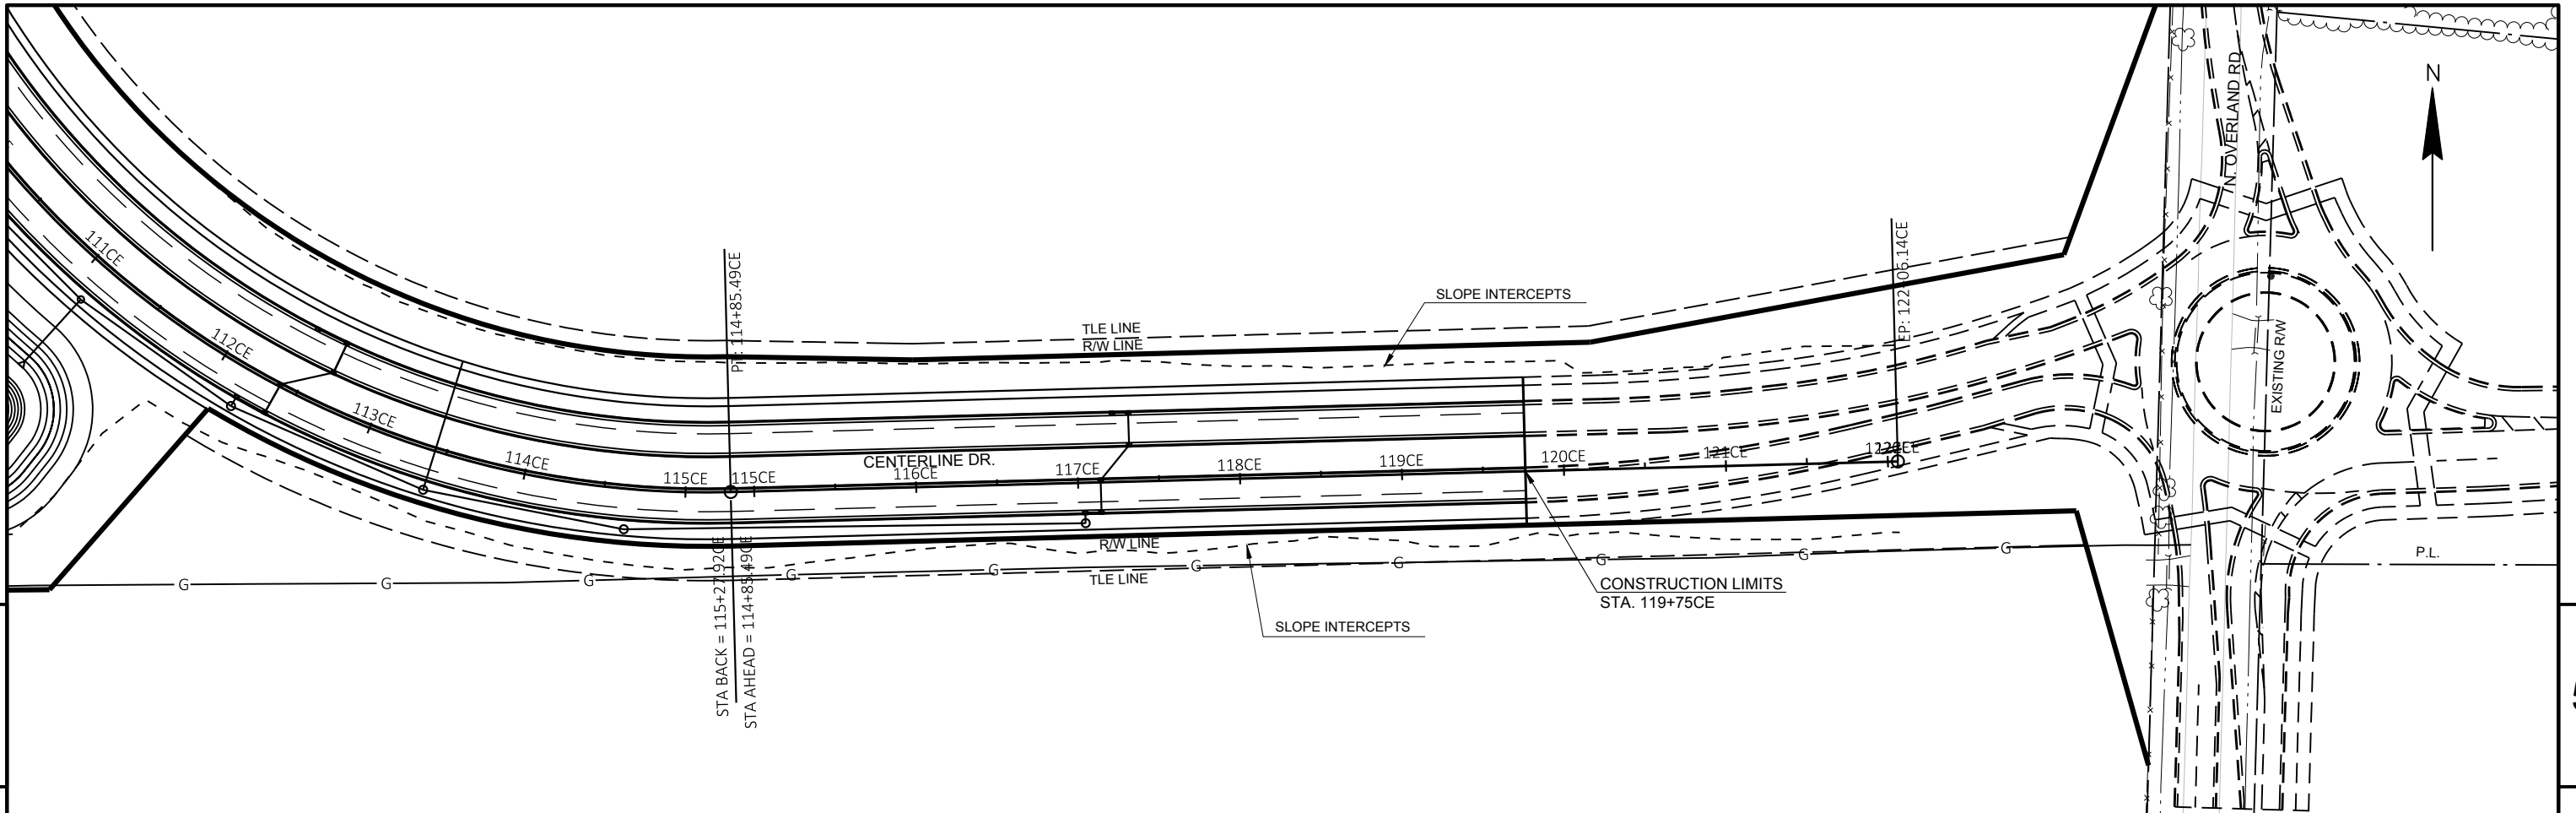 N. OVERLAND RD
N
111CE
PT: 114+85.49CE
EP: 122+06.14CE
SLOPE INTERCEPTS
TLE LINE
R/W LINE
112CE
EXISTING R/W
113CE
114CE
115CE
115CE
CENTERLINE DR.
116CE
117CE
118CE
119CE
120CE
121CE
122CE
R/W LINE
TLE LINE
G
G
G
G
G
G
G
G
G
G
P.L.
CONSTRUCTION LIMITS
STA. 119+75CE
SLOPE INTERCEPTS
STA BACK = 115+27.92CE
STA AHEAD = 114+85.49CE